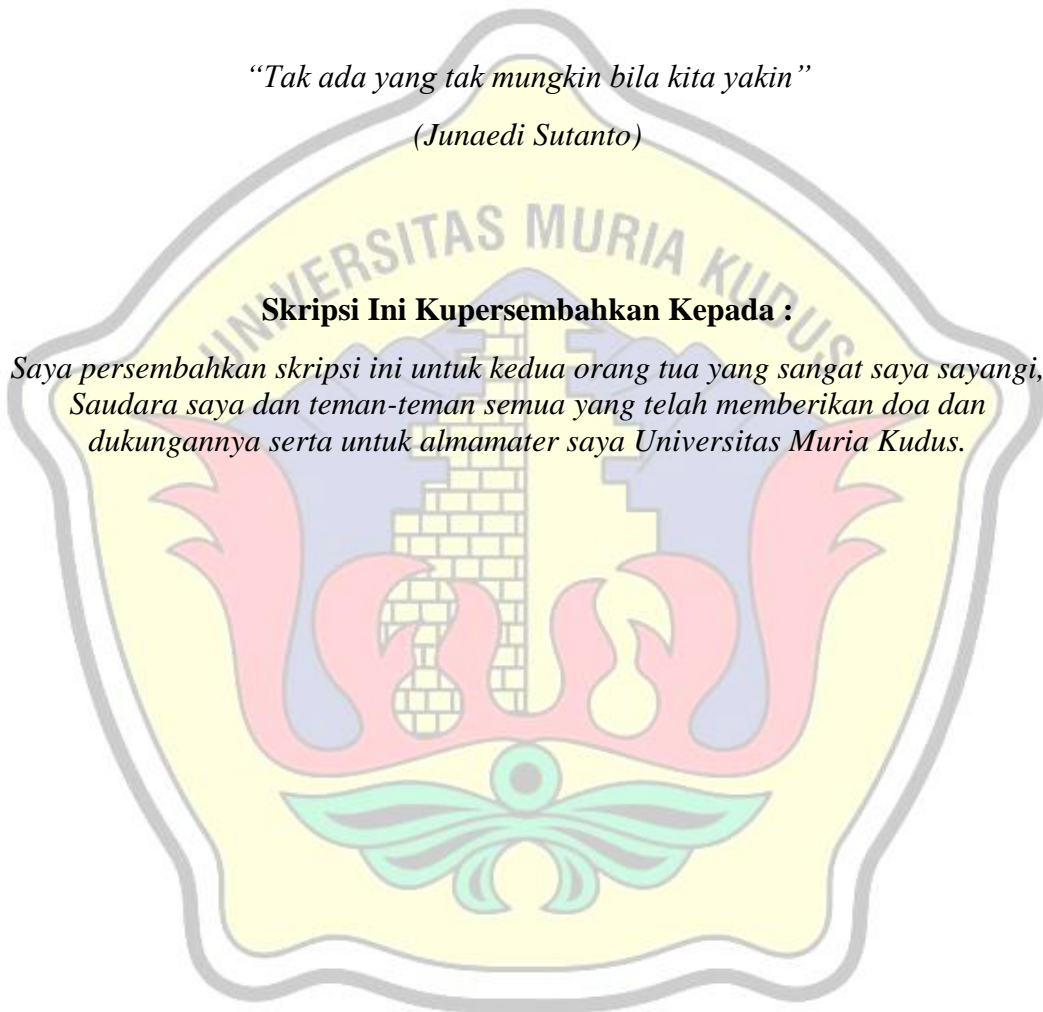 “Tak ada yang tak mungkin bila kita yakin”
(Junaedi Sutanto)
UNIVERSITAS MURIA KUDUS
Skripsi Ini Kupersembahkan Kepada :
Saya persembahkan skripsi ini untuk kedua orang tua yang sangat saya sayangi,
Saudara saya dan teman-teman semua yang telah memberikan doa dan
dukungannya serta untuk almamater saya Universitas Muria Kudus.